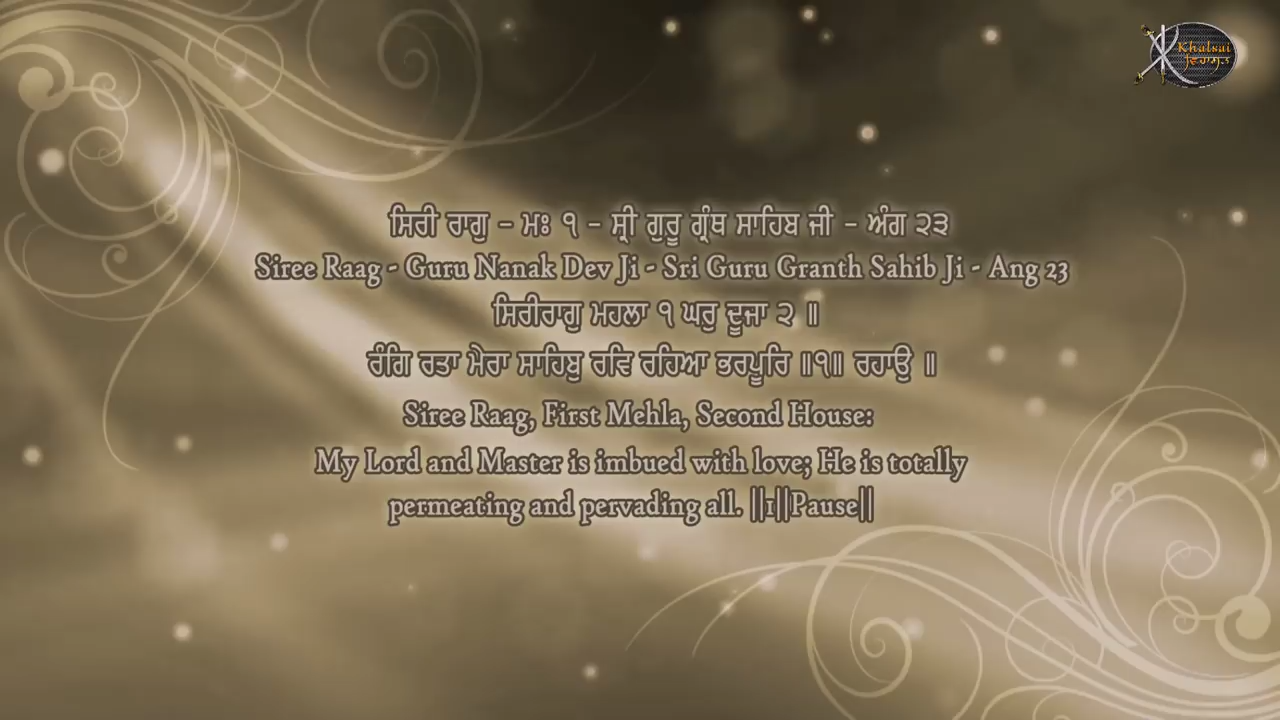 Khalsai
ਵਿਰਾਸਤ
ਸਿਰੀ ਰਾਗੁ - ਮਃ ੧ - ਸ੍ਰੀ ਗੁਰੂ ਗ੍ਰੰਥ ਸਾਹਿਬ ਜੀ - ਅੰਗ ੨੩
Siree Raag - Guru Nanak Dev Ji - Sri Guru Granth Sahib Ji - Ang 23
ਸਿਰੀਰਾਗੁ ਮਹਲਾ ੧ ਘਰੁ ਦੂਜਾ ੨ ॥
ਰੰਗਿ ਰਤਾ ਮੇਰਾ ਸਾਹਿਬੁ ਰਵਿ ਰਹਿਆ ਭਰਪੂਰਿ ॥੧॥ ਰਹਾਉ ॥
Siree Raag, First Mehla, Second House:
My Lord and Master is imbued with love; He is totally
permeating and pervading all. ||1||Pause||